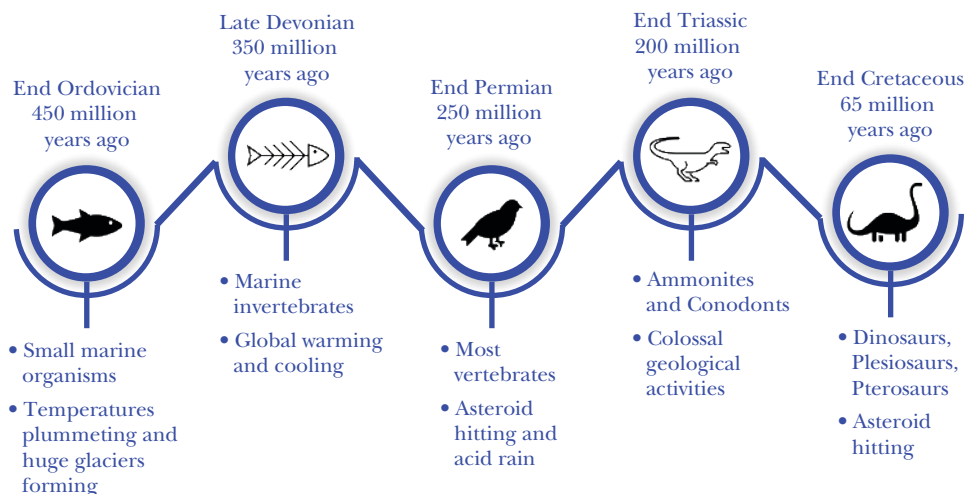 End Ordovician
450 million
years ago
• Small marine
organisms
• Temperatures
plummeting and
huge glaciers
forming
Late Devonian
350 million
years ago
• Marine
invertebrates
• Global warming
and cooling
End Permian
250 million
years ago
• Most
vertebrates
• Asteroid
hitting and
acid rain
End Triassic
200 million
years ago
• Ammonites
and Conodonts
• Colossal
geological
activities
End Cretaceous
65 million
years ago
• Dinosaurs,
Plesiosaurs,
Pterosaurs
• Asteroid
hitting